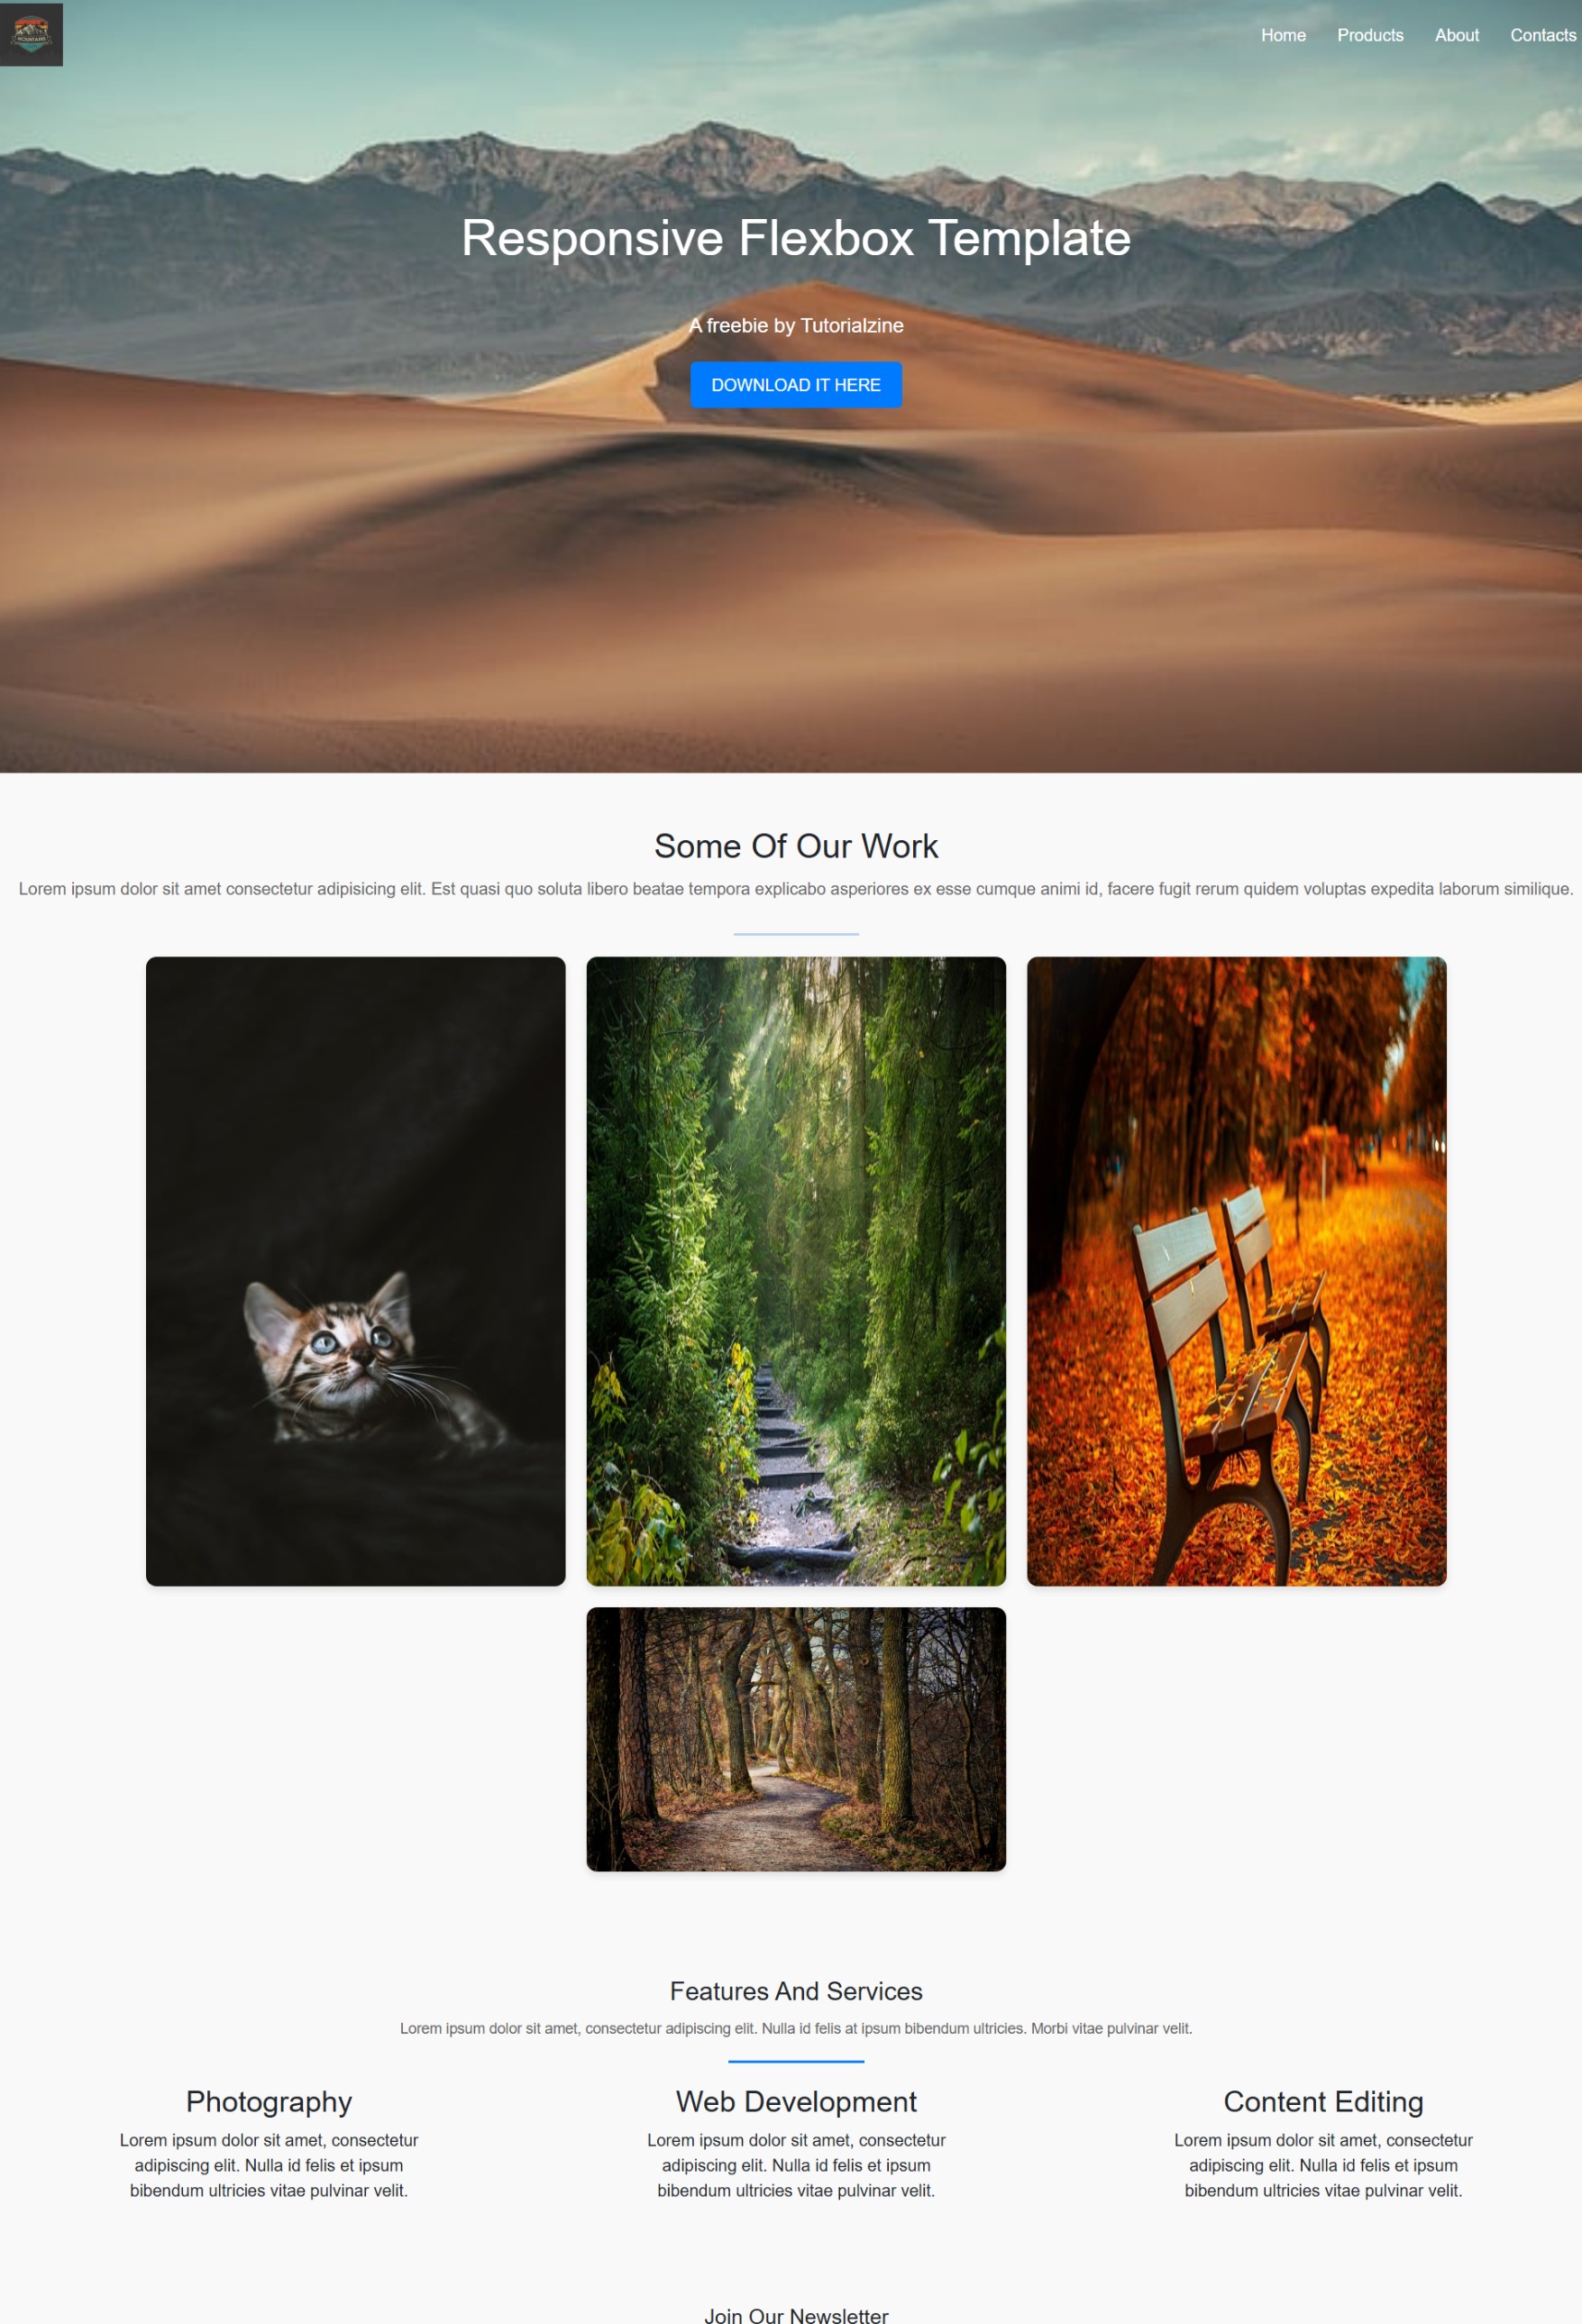 MOUNTAINS
Home Products About Contacts
Responsive Flexbox Template
A freebie by Tutorialzine
DOWNLOAD IT HERE
Some Of Our Work
Lorem ipsum dolor sit amet consectetur adipisicing elit. Est quasi quo soluta libero beatae tempora explicabo asperiores ex esse cumque animi id, facere fugit rerum quidem voluptas expedita laborum similique.
Features And Services
Lorem ipsum dolor sit amet, consectetur adipiscing elit. Nulla id felis at ipsum bibendum ultricies. Morbi vitae pulvinar velit.
Photography
Lorem ipsum dolor sit amet, consectetur
adipiscing elit. Nulla id felis et ipsum
bibendum ultricies vitae pulvinar velit.
Web Development
Lorem ipsum dolor sit amet, consectetur
adipiscing elit. Nulla id felis et ipsum
bibendum ultricies vitae pulvinar velit.
Content Editing
Lorem ipsum dolor sit amet, consectetur
adipiscing elit. Nulla id felis et ipsum
bibendum ultricies vitae pulvinar velit.
Join Our Newsletter